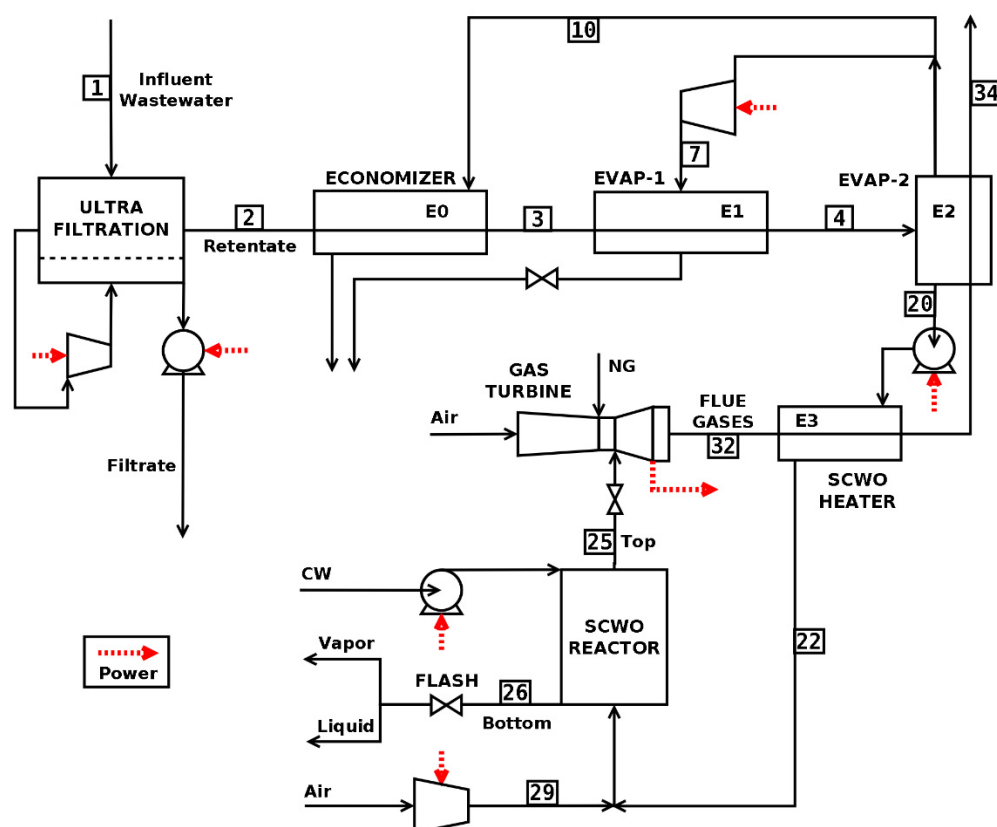 10
1
Influent
Wastewater
34
7
ECONOMIZER
EVAP-1
EVAP-2
ULTRA
FILTRATION
2
Retentate
E0
3
E1
4
E2
20
GAS
TURBINE
NG
FLUE
GASES
Air
32
E3
SCWO
HEATER
Filtrate
25
Top
CW
SCWO
REACTOR
22
Vapor
FLASH
26
Bottom
Power
Liquid
Air
29